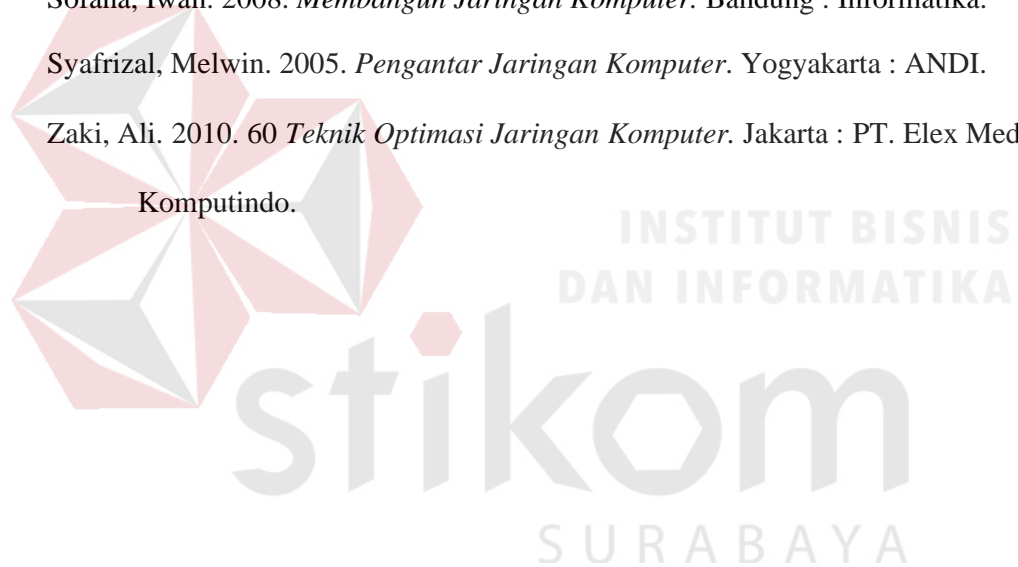 Sofana, Iwan. 2008. Membangun Jaringan Komputer. Bandung : Informatika.
Syafrizal, Melwin. 2005. Pengantar Jaringan Komputer. Yogyakarta : ANDI.
Zaki, Ali. 2010. 60 Teknik Optimasi Jaringan Komputer. Jakarta : PT. Elex Med
Komputindo.
INSTITUT BISNIS
DAN INFORMATIKA
stikom
SURABAYA